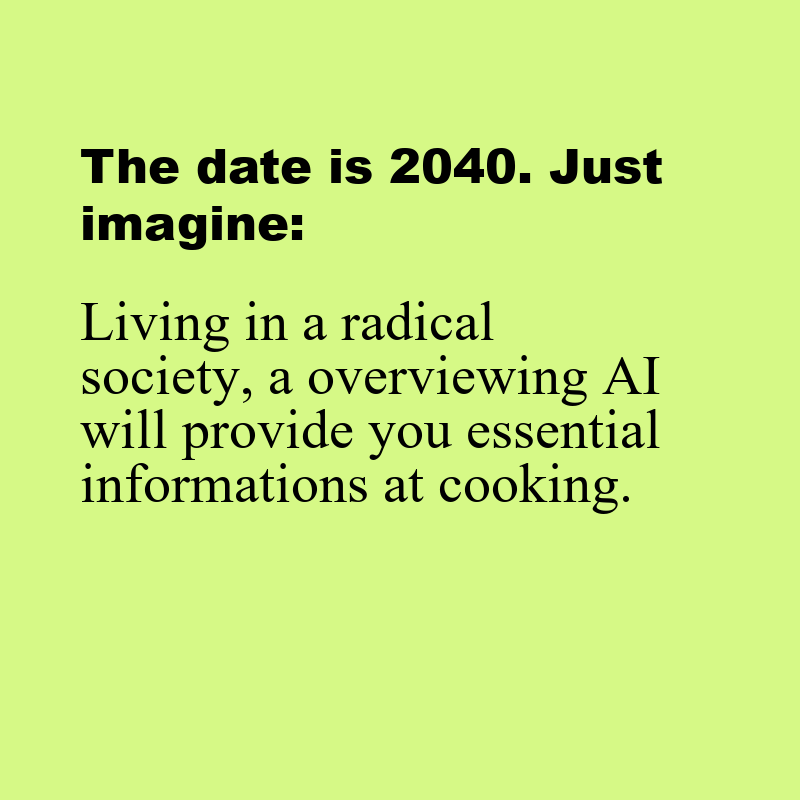 The date is 2040. Just
imagine:
Living in a radical
society, a overviewing AI
will provide you essential
informations at cooking.